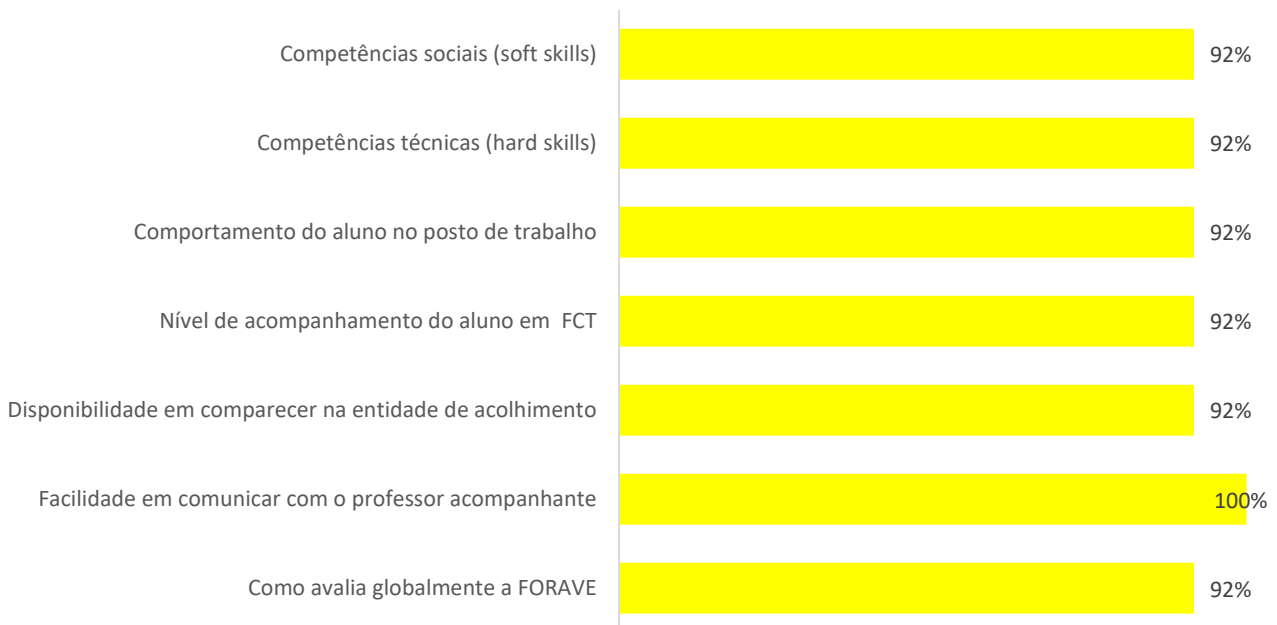 Competências sociais (soft skills) 92%
Competências técnicas (hard skills) 92%
Comportamento do aluno no posto de trabalho 92%
Nível de acompanhamento do aluno em  FCT 92%
Disponibilidade em comparecer na entidade de acolhimento 92%
Facilidade em comunicar com o professor acompanhante 100%
Como avalia globalmente a FORAVE 92%